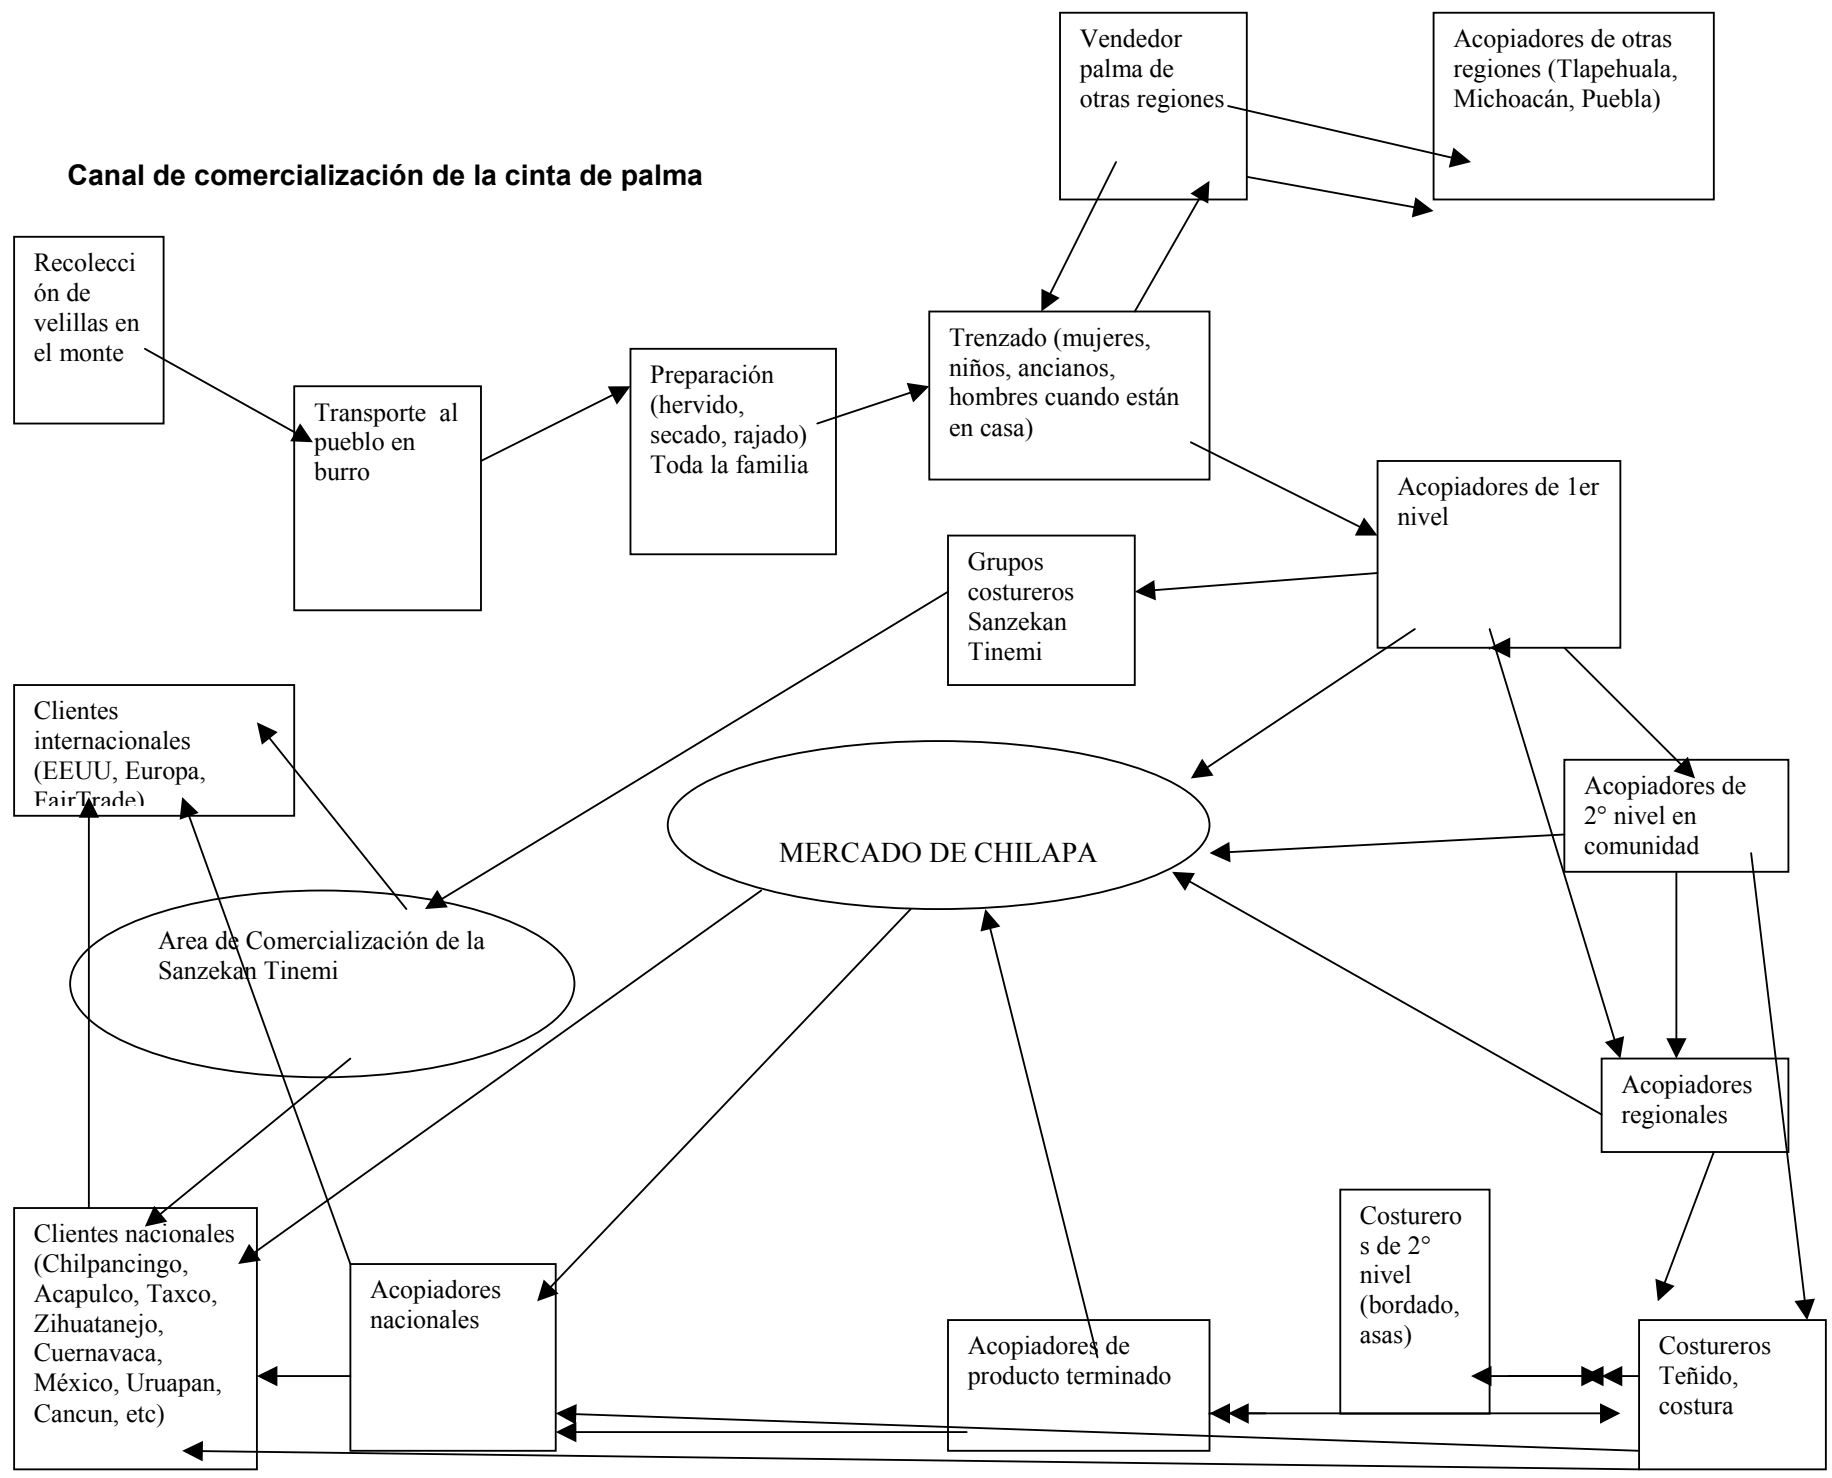 Vendedor
palma de
otras regiones
Acopiadores de otras
regiones (Tlapehuala,
Michoacán, Puebla)
Canal de comercialización de la cinta de palma
Recolecci
ón de
velillas en
el monte
Transporte al
pueblo en
burro
Preparación
(hervido,
secado, rajado)
Toda la familia
Trenzado (mujeres,
niños, ancianos,
hombres cuando están
en casa)
Acopiadores de 1er
nivel
Grupos
costureros
Sanzekan
Tinemi
Clientes
internacionales
(EEUU, Europa,
FairTrade)
MERCADO DE CHILAPA
Acopiadores de
2° nivel en
comunidad
Area de Comercialización de la
Sanzekan Tinemi
Acopiadores
regionales
Clientes nacionales
(Chilpancingo,
Acapulco, Taxco,
Zihuatanejo,
Cuernavaca,
México, Uruapan,
Cancun, etc)
Acopiadores
nacionales
Acopiadores de
producto terminado
Costurero
s de 2°
nivel
(bordado,
asas)
Costureros
Teñido,
costura